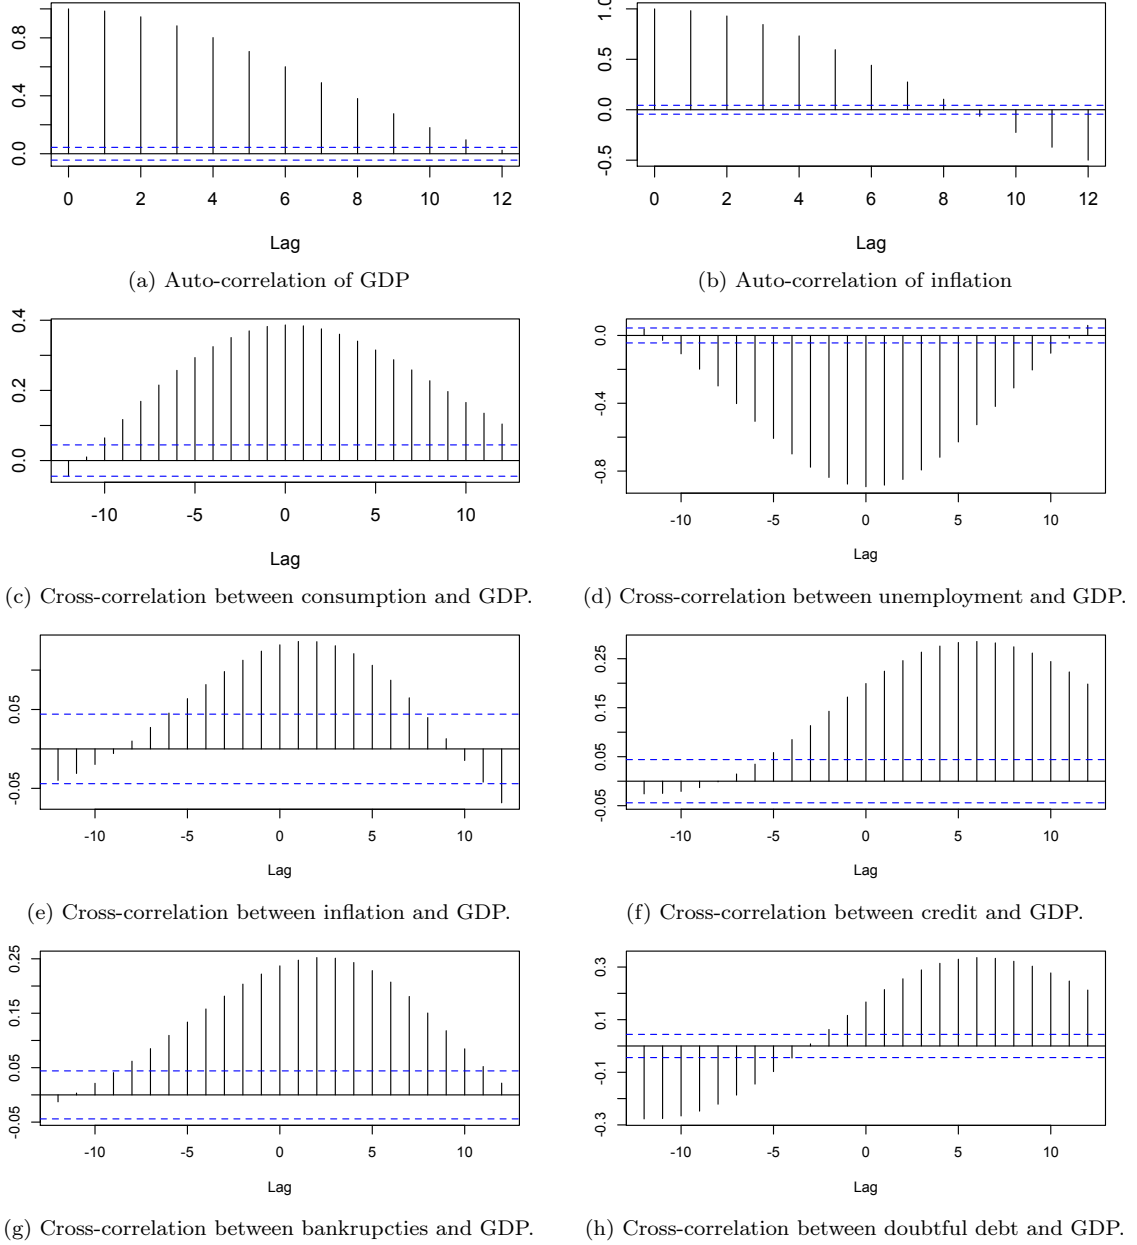 0.0 0.4 0.8
0 2 4 6 8 10 12
Lag
(a) Auto-correlation of GDP
-0.5 0.0 0.5 1.0
0 2 4 6 8 10 12
Lag
(b) Auto-correlation of inflation
0.0 0.2 0.4
-10 -5 0 5 10
Lag
(c) Cross-correlation between consumption and GDP.
-0.8 -0.4 0.0
-10 -5 0 5 10
Lag
(d) Cross-correlation between unemployment and GDP.
-0.05 0.05
-10 -5 0 5 10
Lag
(e) Cross-correlation between inflation and GDP.
-0.05 0.05 0.15 0.25
-10 -5 0 5 10
Lag
(f) Cross-correlation between credit and GDP.
-0.05 0.05 0.15 0.25
-10 -5 0 5 10
Lag
(g) Cross-correlation between bankrupcties and GDP.
-0.3 -0.1 0.1 0.3
-10 -5 0 5 10
Lag
(h) Cross-correlation between doubtful debt and GDP.